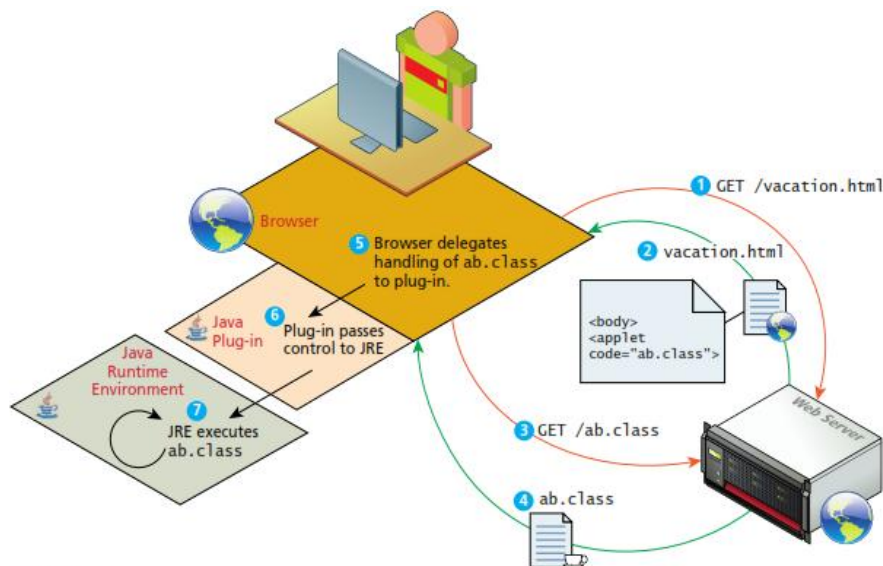 1 GET /vacation.html
2 vacation.html
Browser
5 Browser delegates
handling of ab.class
to plug-in.
<body>
<applet
code="ab.class">
Java
Plug-in
6
Plug-in passes
control to JRE
Java
Runtime
Environment
7
JRE executes
ab.class
Web Server
3 GET /ab.class
4 ab.class